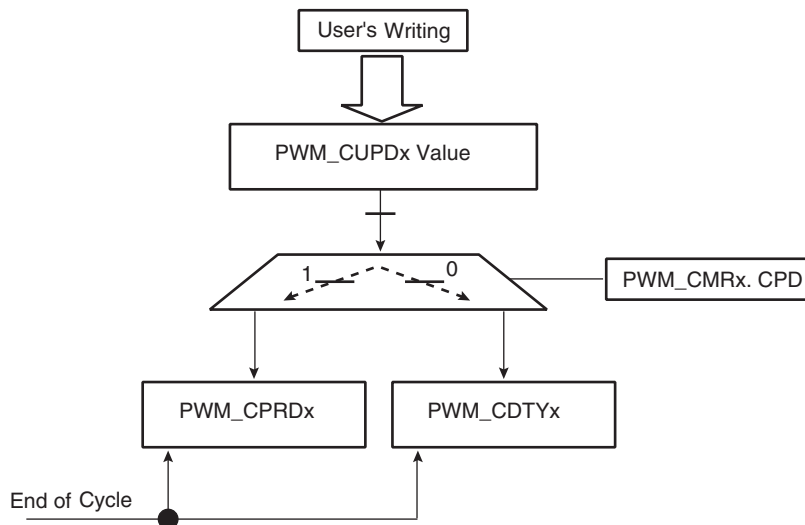 User's Writing
PWM_CUPDx Value
1
0
PWM_CMRx. CPD
PWM_CPRDx
PWM_CDTYx
End of Cycle